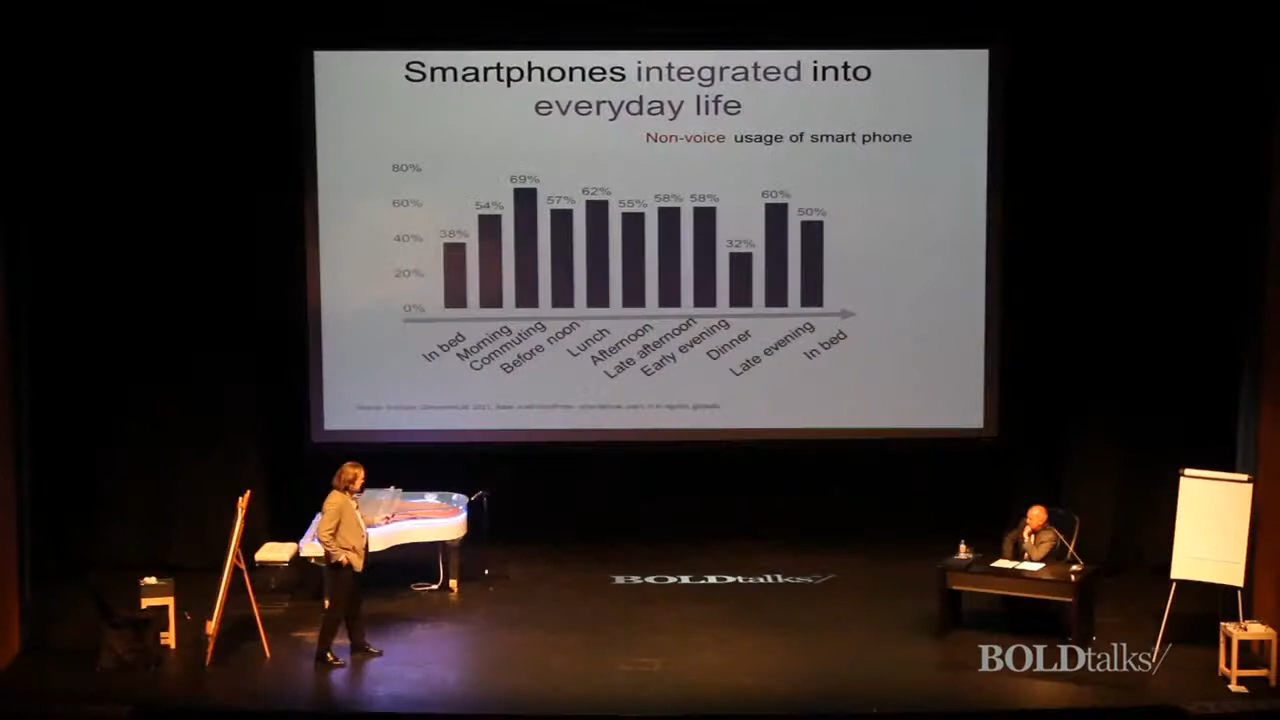 Smartphones integrated into
everyday life
Non-voice usage of smart phone
80%
60%
40%
20%
0%
38%
54%
69%
57%
62%
55%
58%
58%
32%
60%
50%
In bed
Morning
Commuting
Before noon
Lunch
Afternoon
Late afternoon
Early evening
Dinner
Late evening
In bed
BOLDtalks
BOLDtalks